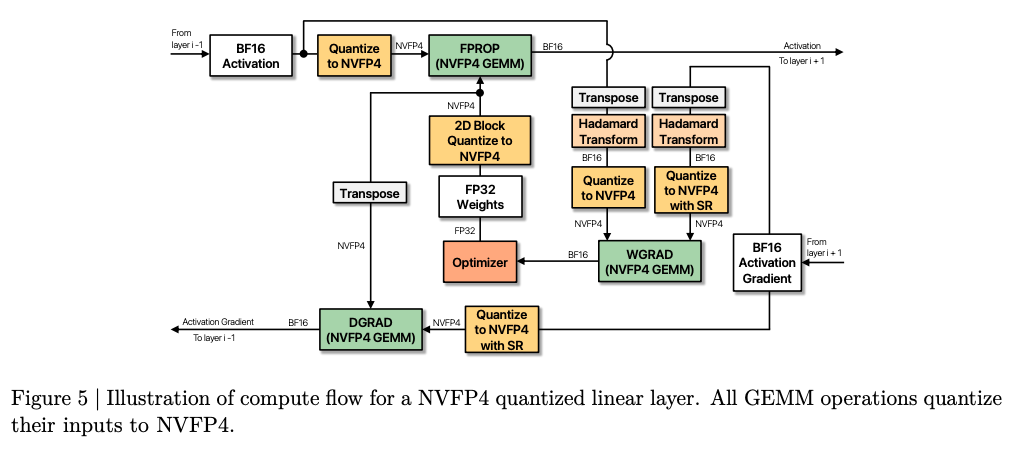 From
layer i -1
BF16
Activation
Quantize
to NVFP4
NVFP4
FPROP
(NVFP4 GEMM)
BF16
Activation
To layer i + 1
NVFP4
2D Block
Quantize to
NVFP4
Transpose
FP32
Weights
FP32
Optimizer
NVFP4
Transpose
Hadamard
Transform
BF16
Quantize
to NVFP4
NVFP4
Transpose
Hadamard
Transform
BF16
Quantize
to NVFP4
with SR
NVFP4
WGRAD
(NVFP4 GEMM)
BF16
BF16
Activation
Gradient
From
layer i + 1
Activation Gradient
To layer i -1
BF16
DGRAD
(NVFP4 GEMM)
NVFP4
Quantize
to NVFP4
with SR
Figure 5 | Illustration of compute flow for a NVFP4 quantized linear layer. All GEMM operations quantize
their inputs to NVFP4.